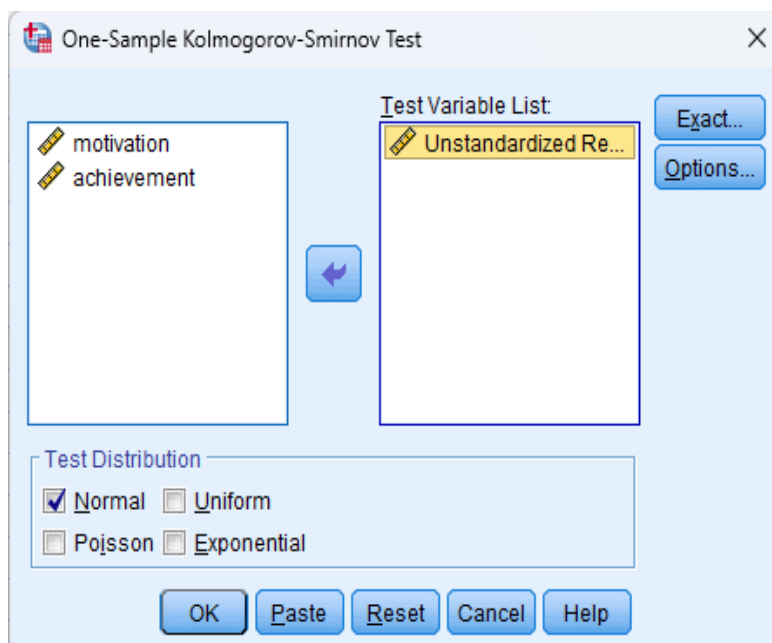 One-Sample Kolmogorov-Smirnov Test
Test Variable List:
motivation
achievement
Unstandardized Re...
Exact...
Options...
Test Distribution
Normal Uniform
Poisson Exponential
OK Paste Reset Cancel Help